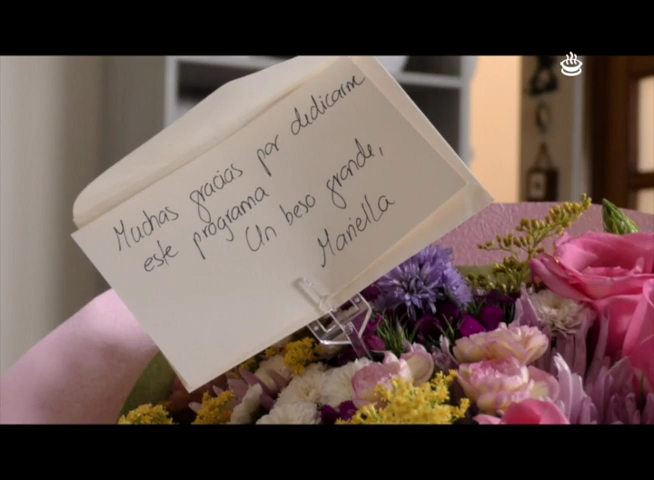 Muchas gracias por dedicarme
este programa
Un beso grande,
Mariella